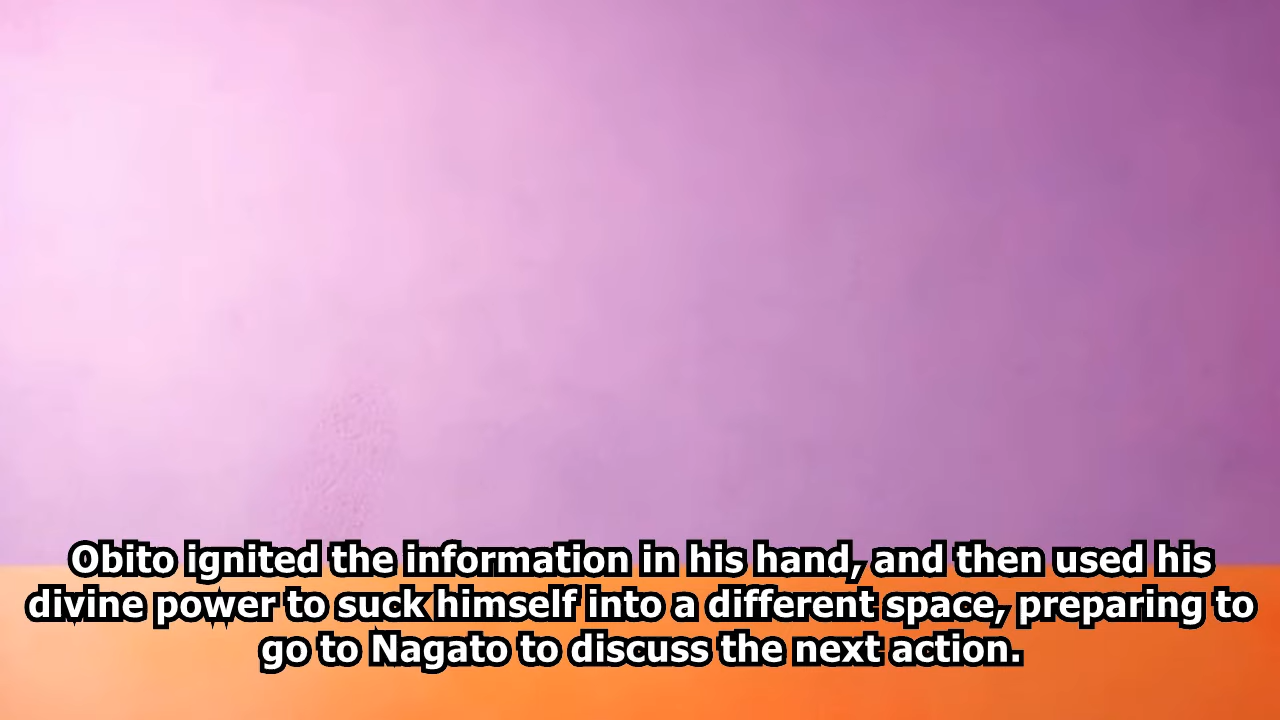 Obito ignited the information in his hand, and then used his
divine power to suck himself into a different space, preparing to
go to Nagato to discuss the next action.